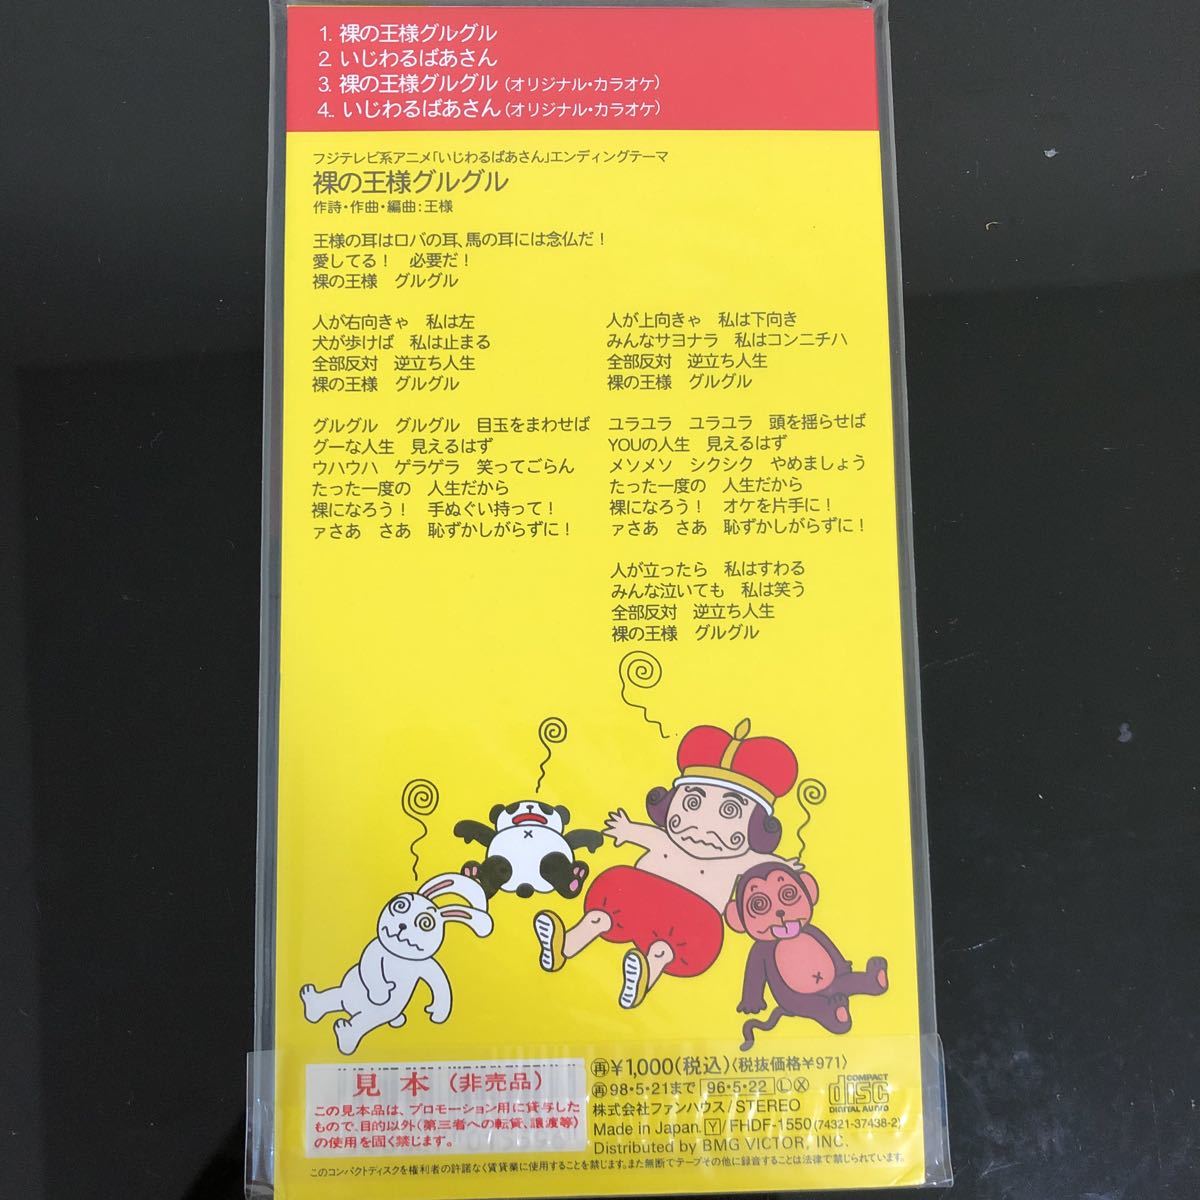 1. 裸の王様グルグル
2. いじわるばあさん
3. 裸の王様グルグル（オリジナル・カラオケ）
4.. いじわるばあさん（オリジナル・カラオケ）
フジテレビ系アニメ「いじわるばあさん」エンディングテーマ
裸の王様グルグル
作詩・作曲・編曲：王様
王様の耳はロバの耳、馬の耳には念仏だ！
愛してる！　必要だ！
裸の王様　グルグル
人が右向きゃ　私は左
犬が歩けば　私は止まる
全部反対　逆立ち人生
裸の王様　グルグル
グルグル　グルグル　目玉をまわせば
グーな人生　見えるはず
ウハウハ　ゲラゲラ　笑ってごらん
たった一度の　人生だから
裸になろう！　手ぬぐい持って！
ァさあ　さあ　恥ずかしがらずに！
人が上向きゃ　私は下向き
みんなサヨナラ　私はコンニチハ
全部反対　逆立ち人生
裸の王様　グルグル
ユラユラ　ユラユラ　頭を揺らせば
YOUの人生　見えるはず
メソメソ　シクシク　やめましょう
たった一度の　人生だから
裸になろう！　オケを片手に！
ァさあ　さあ　恥ずかしがらずに！
人が立ったら　私はすわる
みんな泣いても　私は笑う
全部反対　逆立ち人生
裸の王様　グルグル
見本（非売品）
この見本品は、プロモーション用に貸与した
もので、目的以外（第三者への転貸、譲渡等）
の使用を固く禁じます。
再¥1,000(税込)〈税抜価格¥971〉
再98・5・21まで 96・5・22 Ⓛ Ⓧ
株式会社ファンハウス/STEREO
Made in Japan. Y/FHDF-1550 (74321-37438-2)
Distributed by BMG VICTOR, INC.
COMPACT
disc
DIGITAL AUDIO
このコンパクトディスクを権利者の許諾なく賃貸業に使用することを禁じます。また無断でテープその他に録音することは法律で禁じられています。